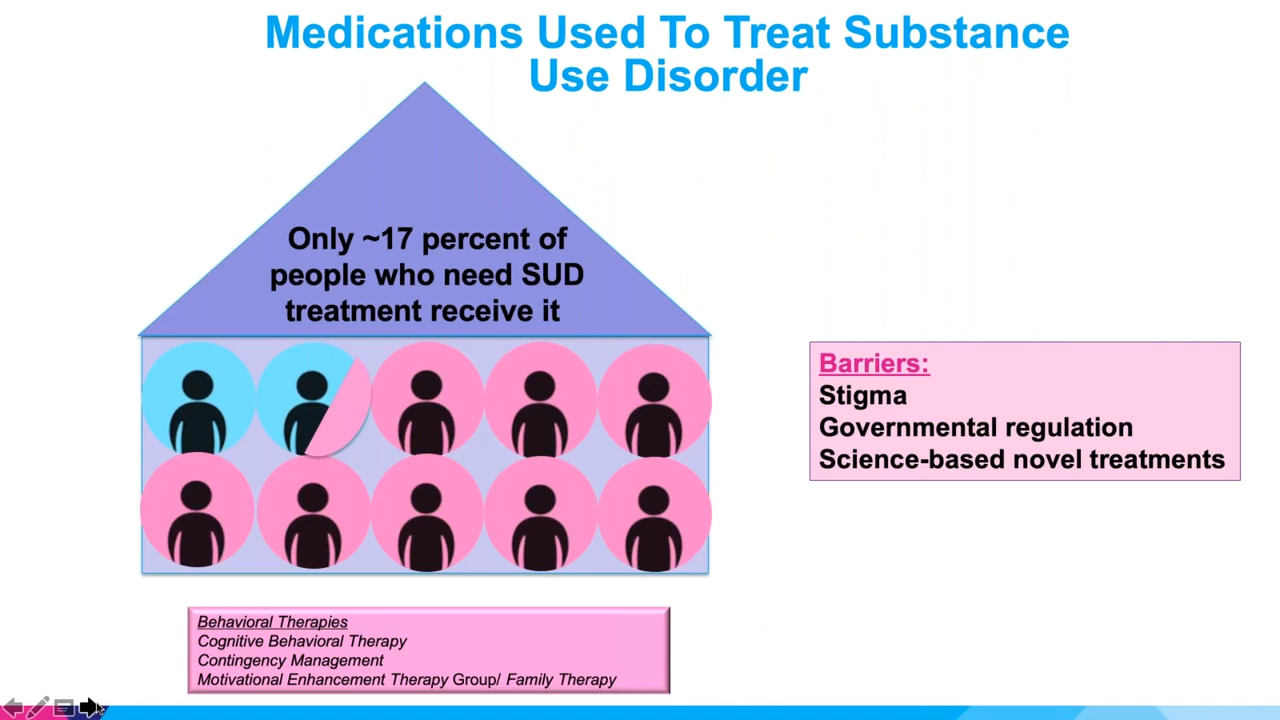 Medications Used To Treat Substance
Use Disorder
Only ~17 percent of
people who need SUD
treatment receive it
Barriers:
Stigma
Governmental regulation
Science-based novel treatments
Behavioral Therapies
Cognitive Behavioral Therapy
Contingency Management
Motivational Enhancement Therapy Group/ Family Therapy